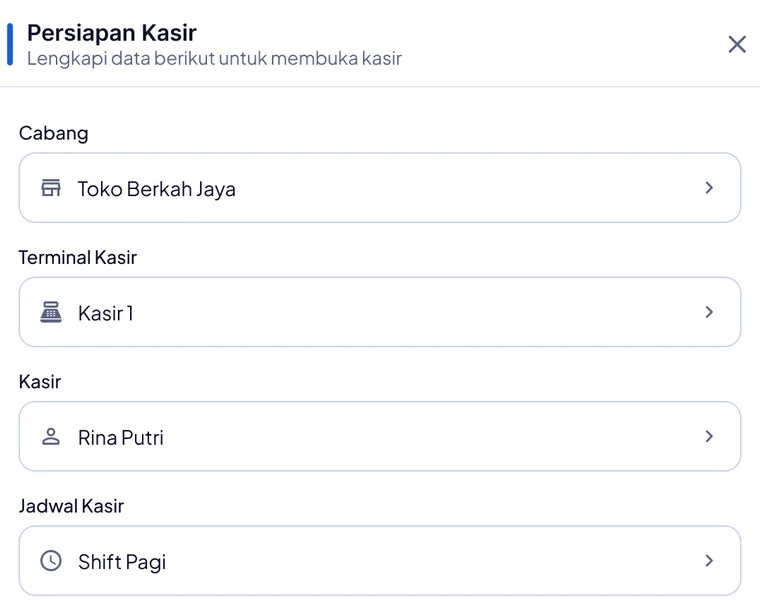 Persiapan Kasir
Lengkapi data berikut untuk membuka kasir
Cabang
Toko Berkah Jaya
Terminal Kasir
Kasir 1
Kasir
Rina Putri
Jadwal Kasir
Shift Pagi